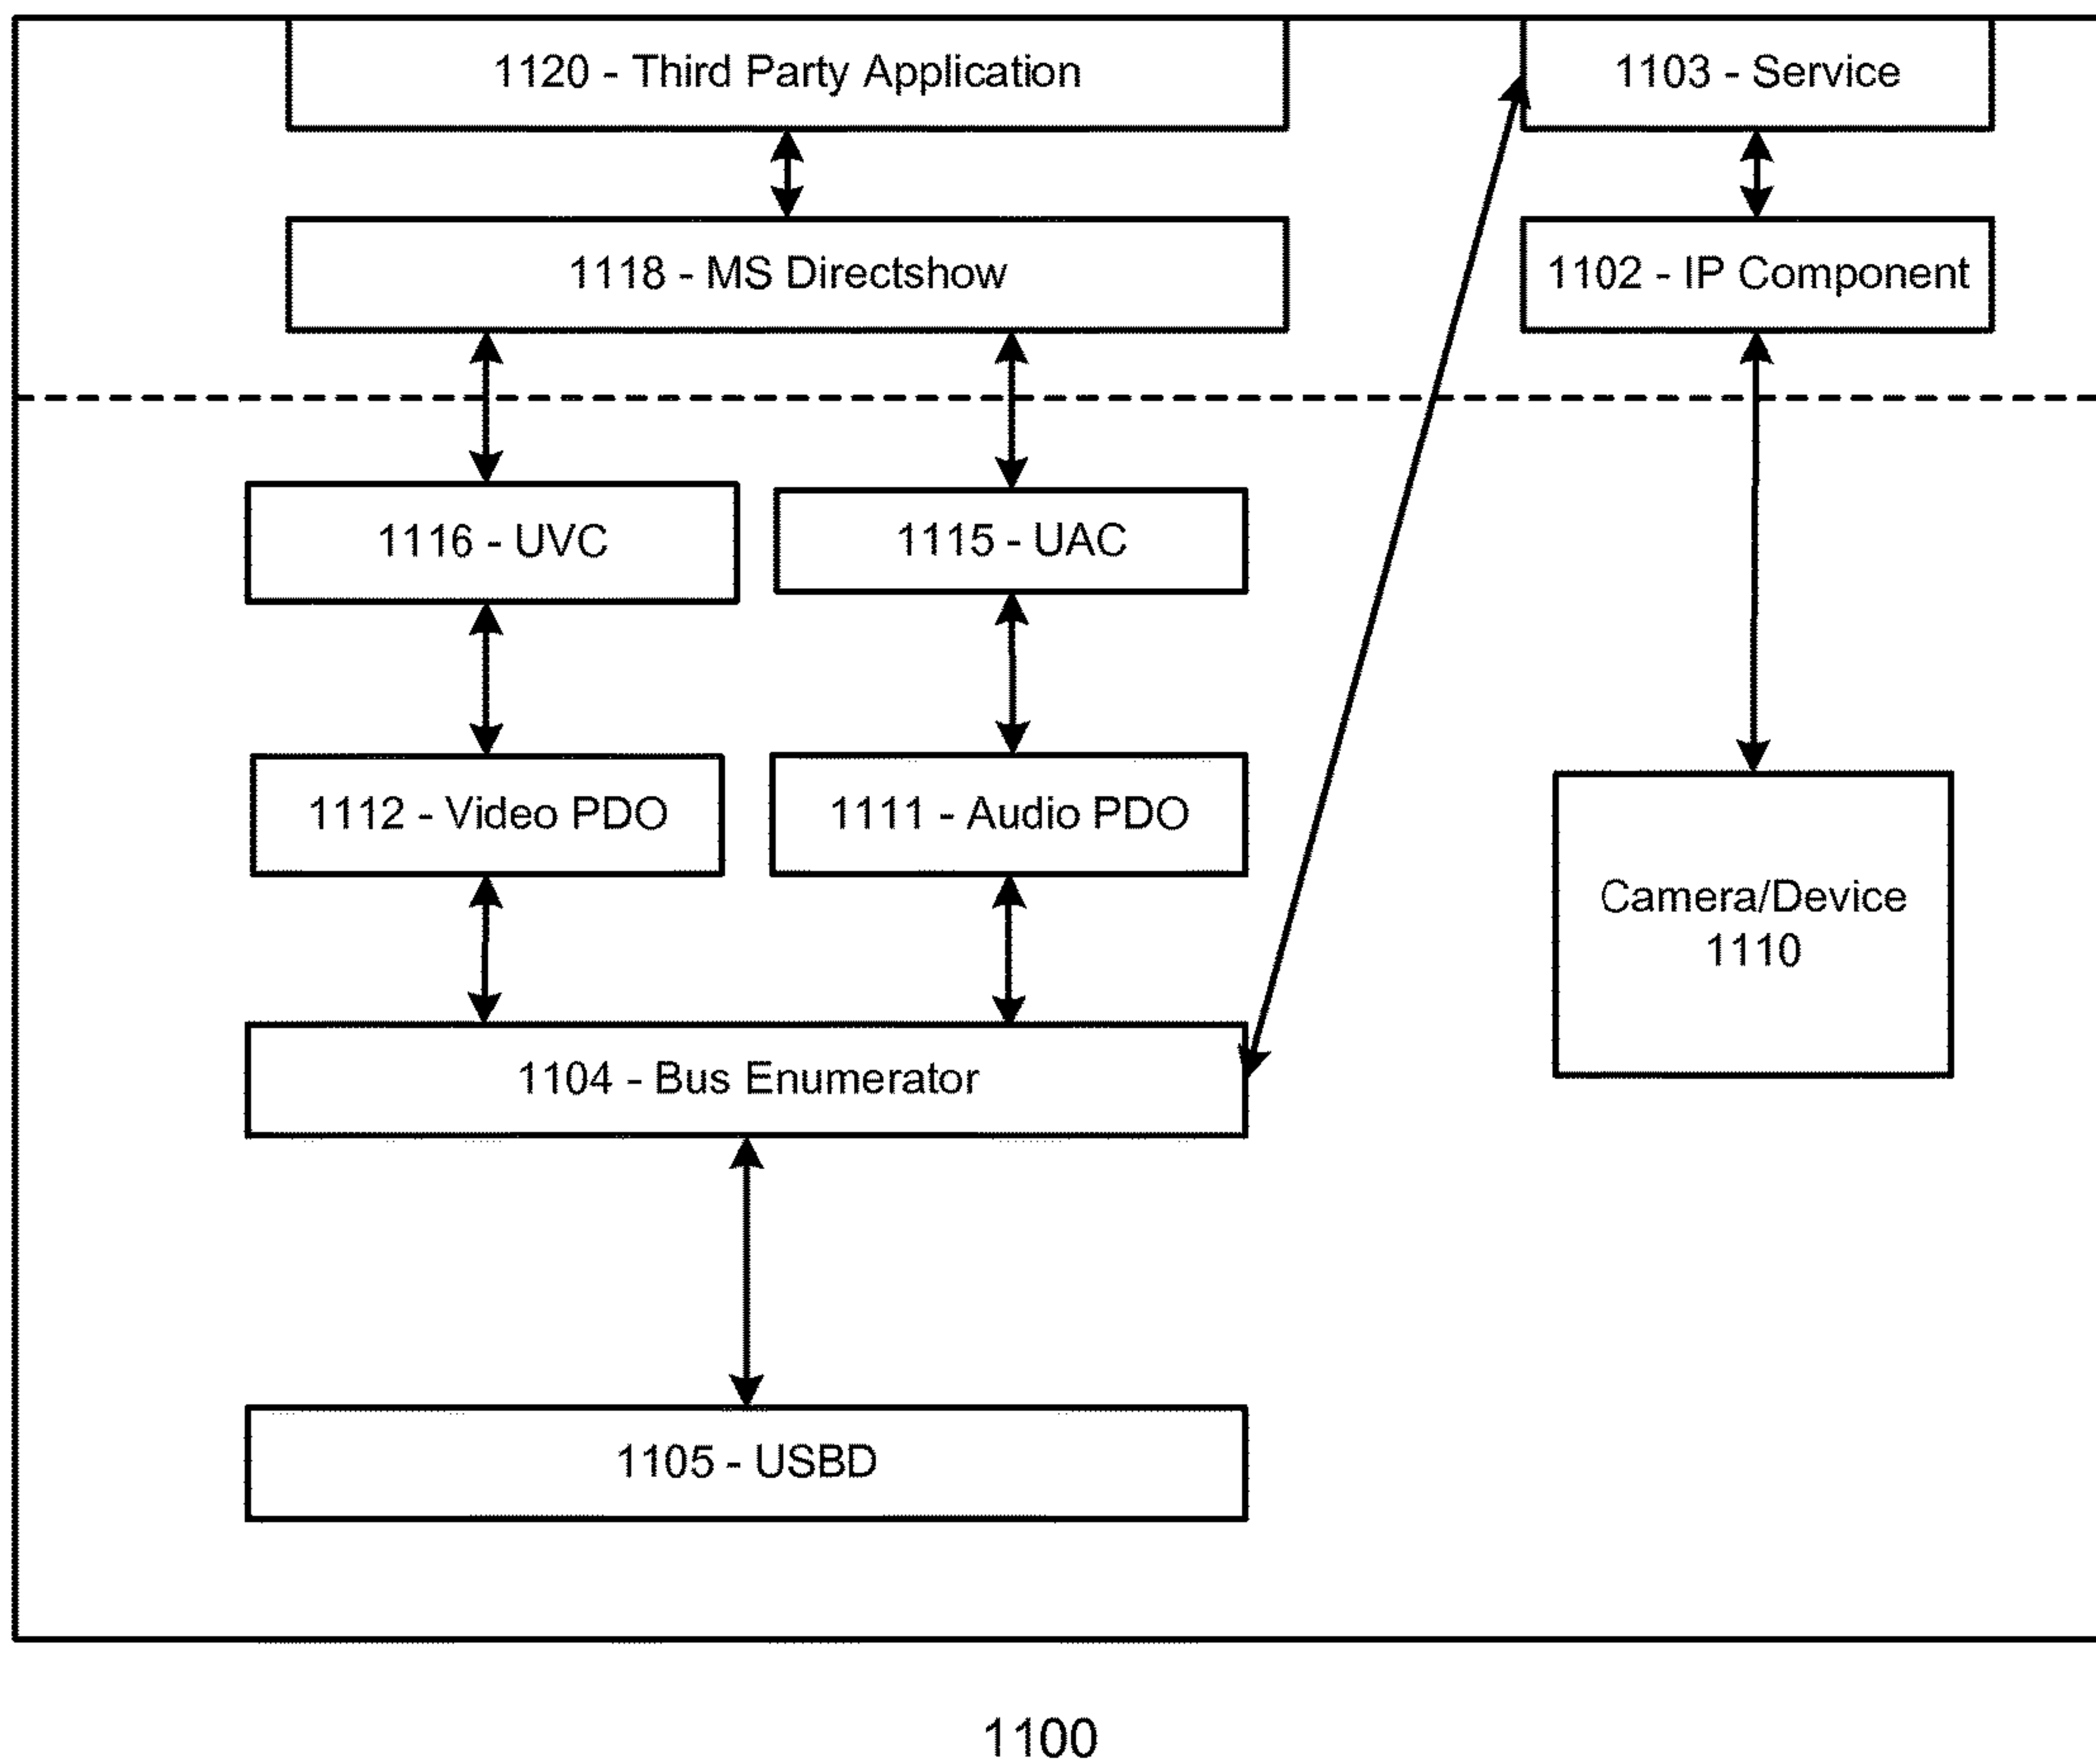 1120 - Third Party Application
1103 - Service
1118 - MS Directshow
1102 - IP Component
1116 - UVC
1115 - UAC
1112 - Video PDO
1111 - Audio PDO
Camera/Device
1110
1104 - Bus Enumerator
1105 - USBD
1100